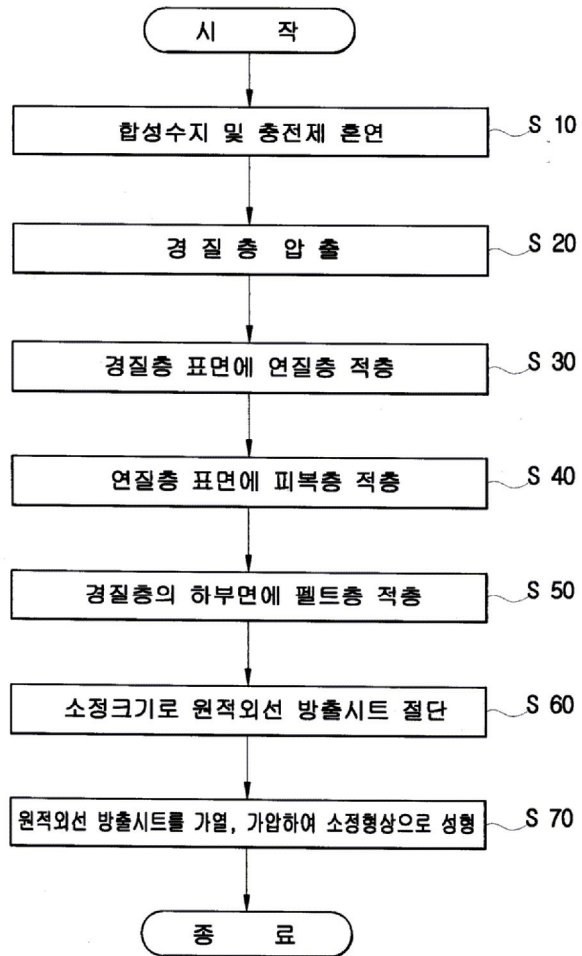 시 작
합성수지 및 충전제 혼연 S 10
경 질 층 압 출 S 20
경질층 표면에 연질층 적층 S 30
연질층 표면에 피복층 적층 S 40
경질층의 하부면에 펠트층 적층 S 50
소정크기로 원적외선 방출시트 절단 S 60
원적외선 방출시트를 가열, 가압하여 소정형상으로 성형 S 70
종 료